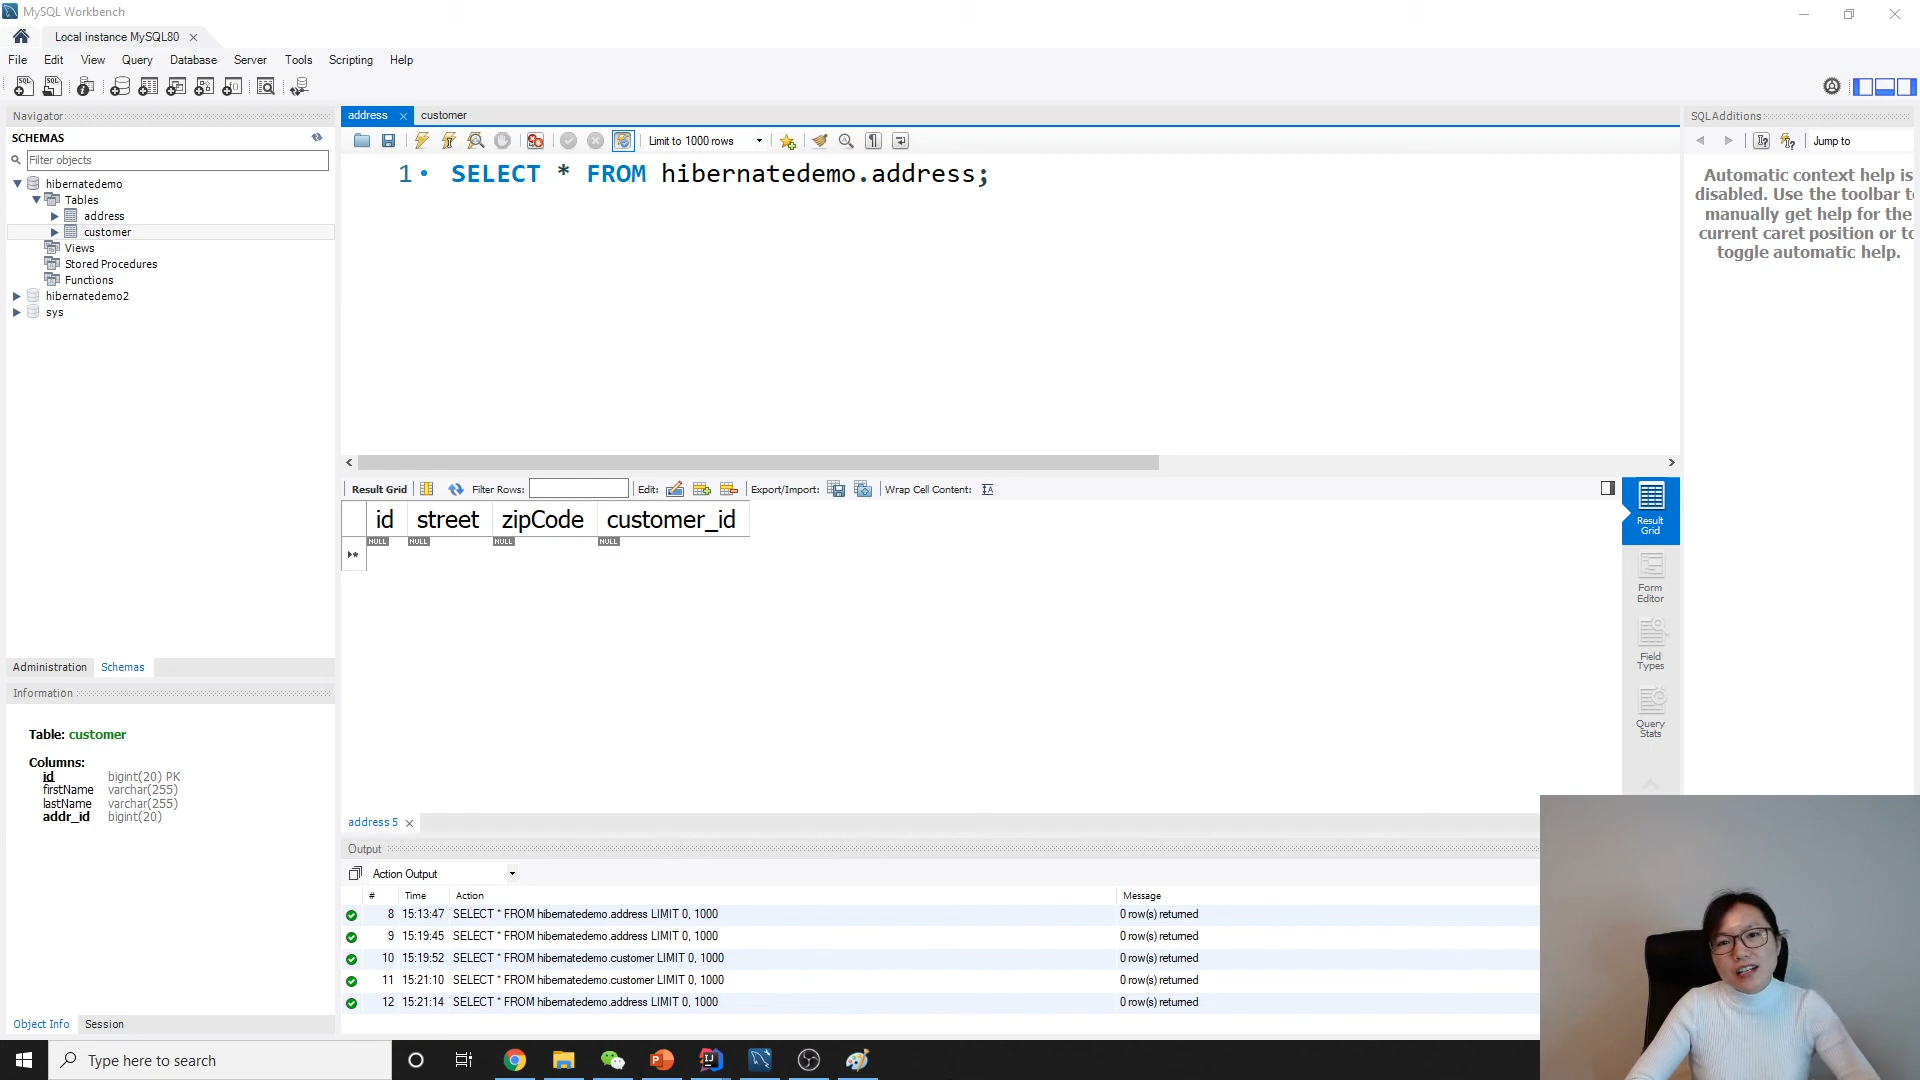 MySQL Workbench
Local instance MySQL80
File Edit View Query Database Server Tools Scripting Help
Navigator
SCHEMAS
Filter objects
hibernatedemo
Tables
address
customer
Views
Stored Procedures
Functions
hibernatedemo2
sys
Administration Schemas
Information
Table: customer
Columns:
id bigint(20) PK
firstName varchar(255)
lastName varchar(255)
addr_id bigint(20)
Object Info Session
address customer
Limit to 1000 rows
1 SELECT * FROM hibernatedemo.address;
Result Grid Filter Rows: Edit: Export/Import: Wrap Cell Content:
id street zipCode customer_id
NULL NULL NULL NULL
Result
Grid
Form
Editor
Field
Types
Query
Stats
address 5
Output
Action Output
# Time Action Message
8 15:13:47 SELECT * FROM hibernatedemo.address LIMIT 0, 1000 0 row(s) returned
9 15:19:45 SELECT * FROM hibernatedemo.address LIMIT 0, 1000 0 row(s) returned
10 15:19:52 SELECT * FROM hibernatedemo.customer LIMIT 0, 1000 0 row(s) returned
11 15:21:10 SELECT * FROM hibernatedemo.customer LIMIT 0, 1000 0 row(s) returned
12 15:21:14 SELECT * FROM hibernatedemo.address LIMIT 0, 1000 0 row(s) returned
SQLAdditions
Jump to
Automatic context help is
disabled. Use the toolbar t
manually get help for the
current caret position or to
toggle automatic help.
Type here to search